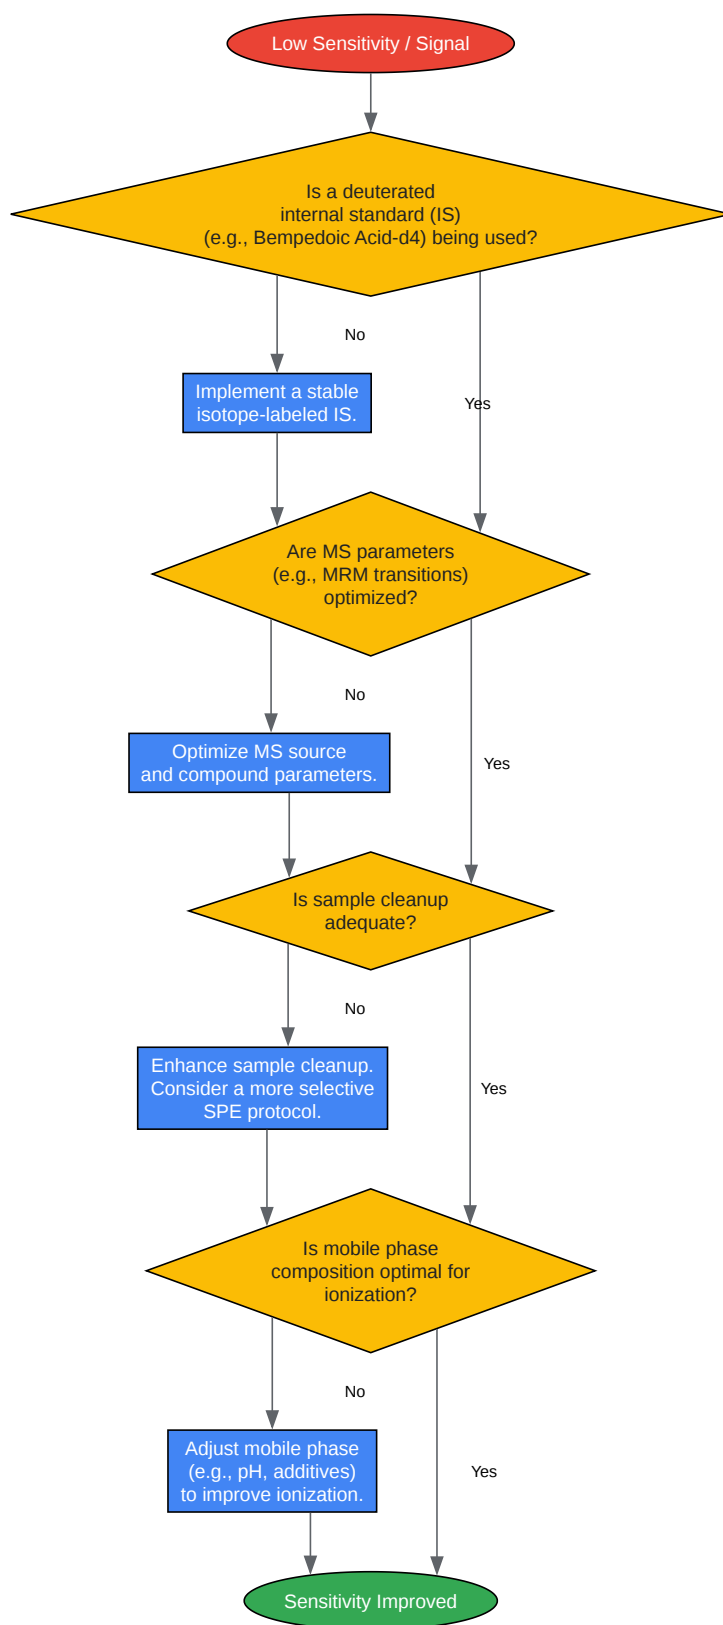 Low Sensitivity / Signal
Is a deuterated
internal standard (IS)
(e.g., Bempedoic Acid-d4) being used?
No
Implement a stable
isotope-labeled IS.
Yes
Are MS parameters
(e.g., MRM transitions)
optimized?
No
Optimize MS source
and compound parameters.
Yes
Is sample cleanup
adequate?
No
Enhance sample cleanup.
Consider a more selective
SPE protocol.
Yes
Is mobile phase
composition optimal for
ionization?
No
Adjust mobile phase
(e.g., pH, additives)
to improve ionization.
Yes
Sensitivity Improved